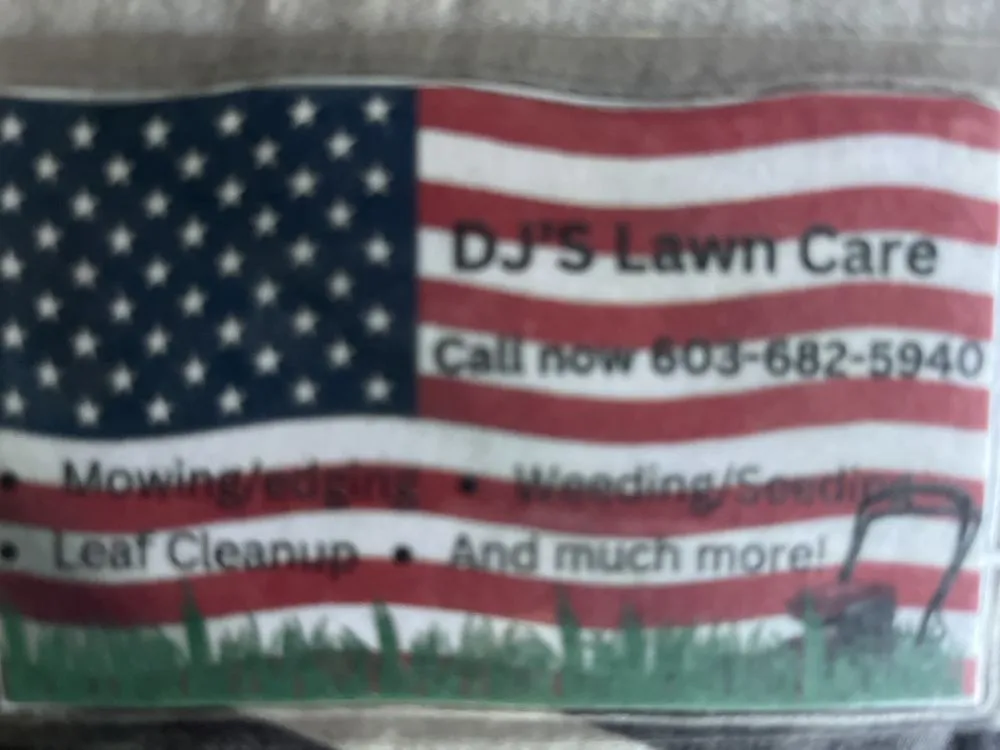 DJ'S Lawn Care
Call now 603-682-5940
• Mowing/edging • Weeding/Seeding
• Leaf Cleanup • And much more!